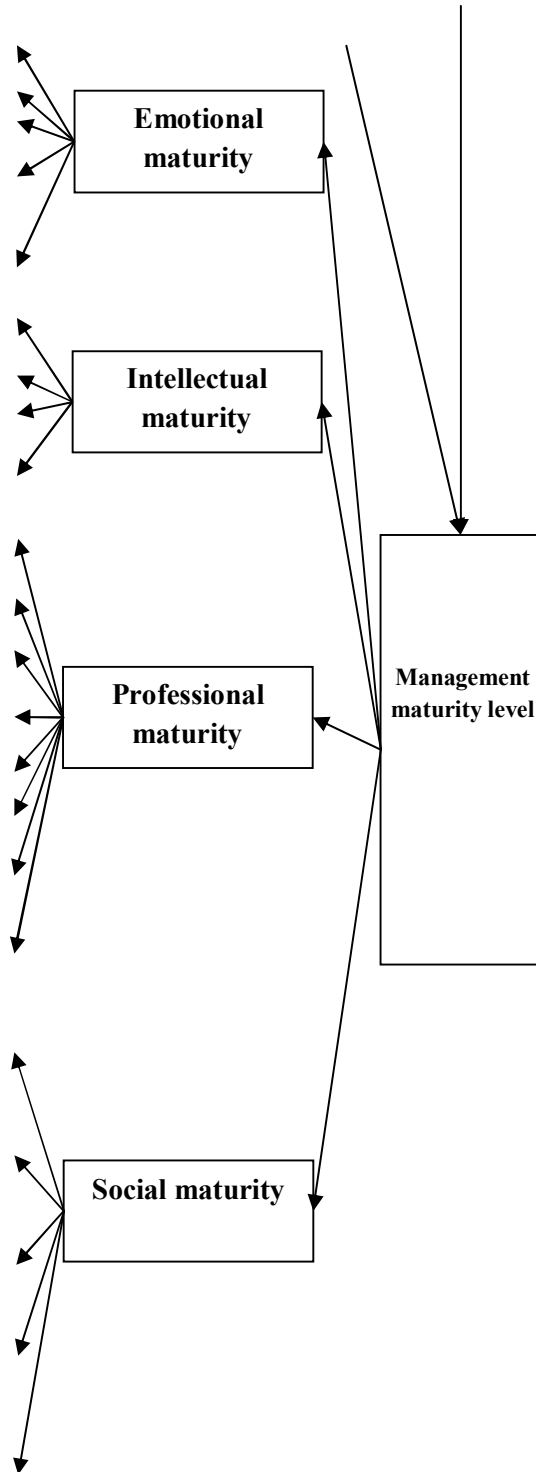 Emotional
maturity
Intellectual
maturity
Professional
maturity
Management
maturity level
Social maturity